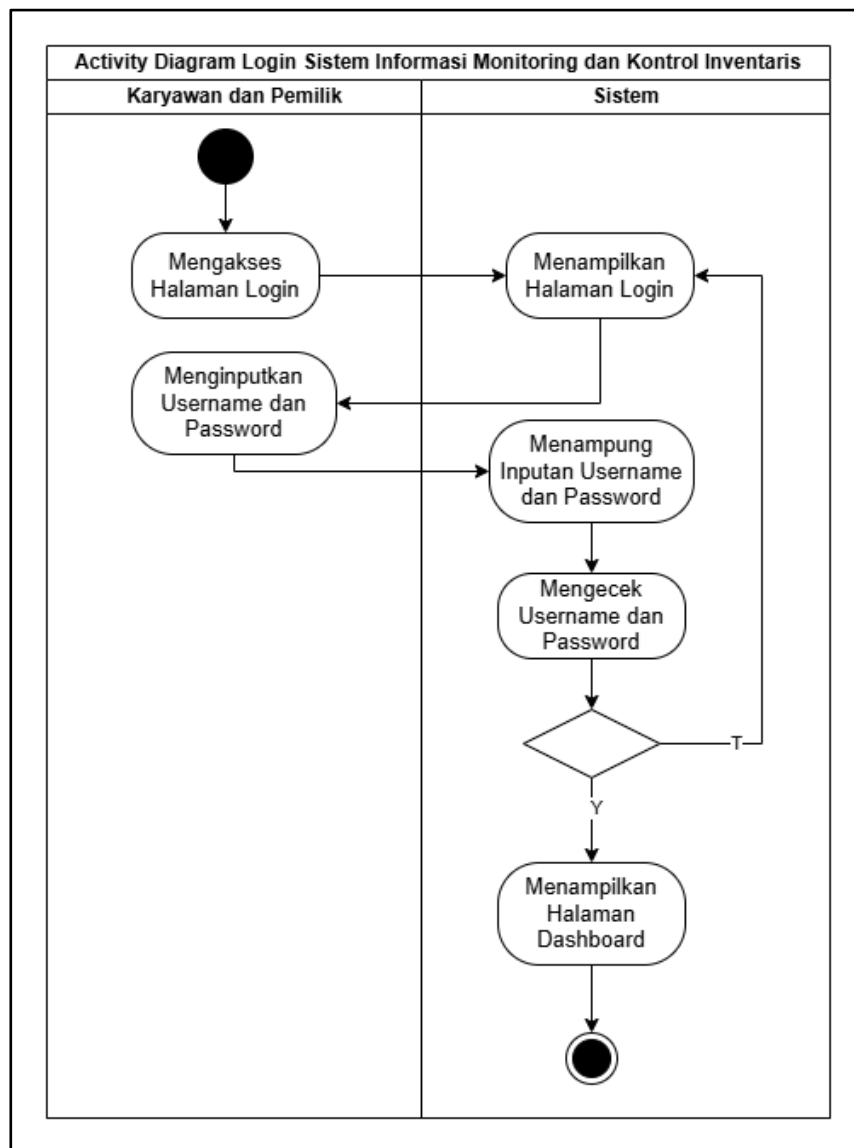 Activity Diagram Login Sistem Informasi Monitoring dan Kontrol Inventaris
Karyawan dan Pemilik
Sistem
Mengakses
Halaman Login
Menampilkan
Halaman Login
Menginputkan
Username dan
Password
Menampung
Inputan Username
dan Password
Mengecek
Username dan
Password
T
Y
Menampilkan
Halaman
Dashboard